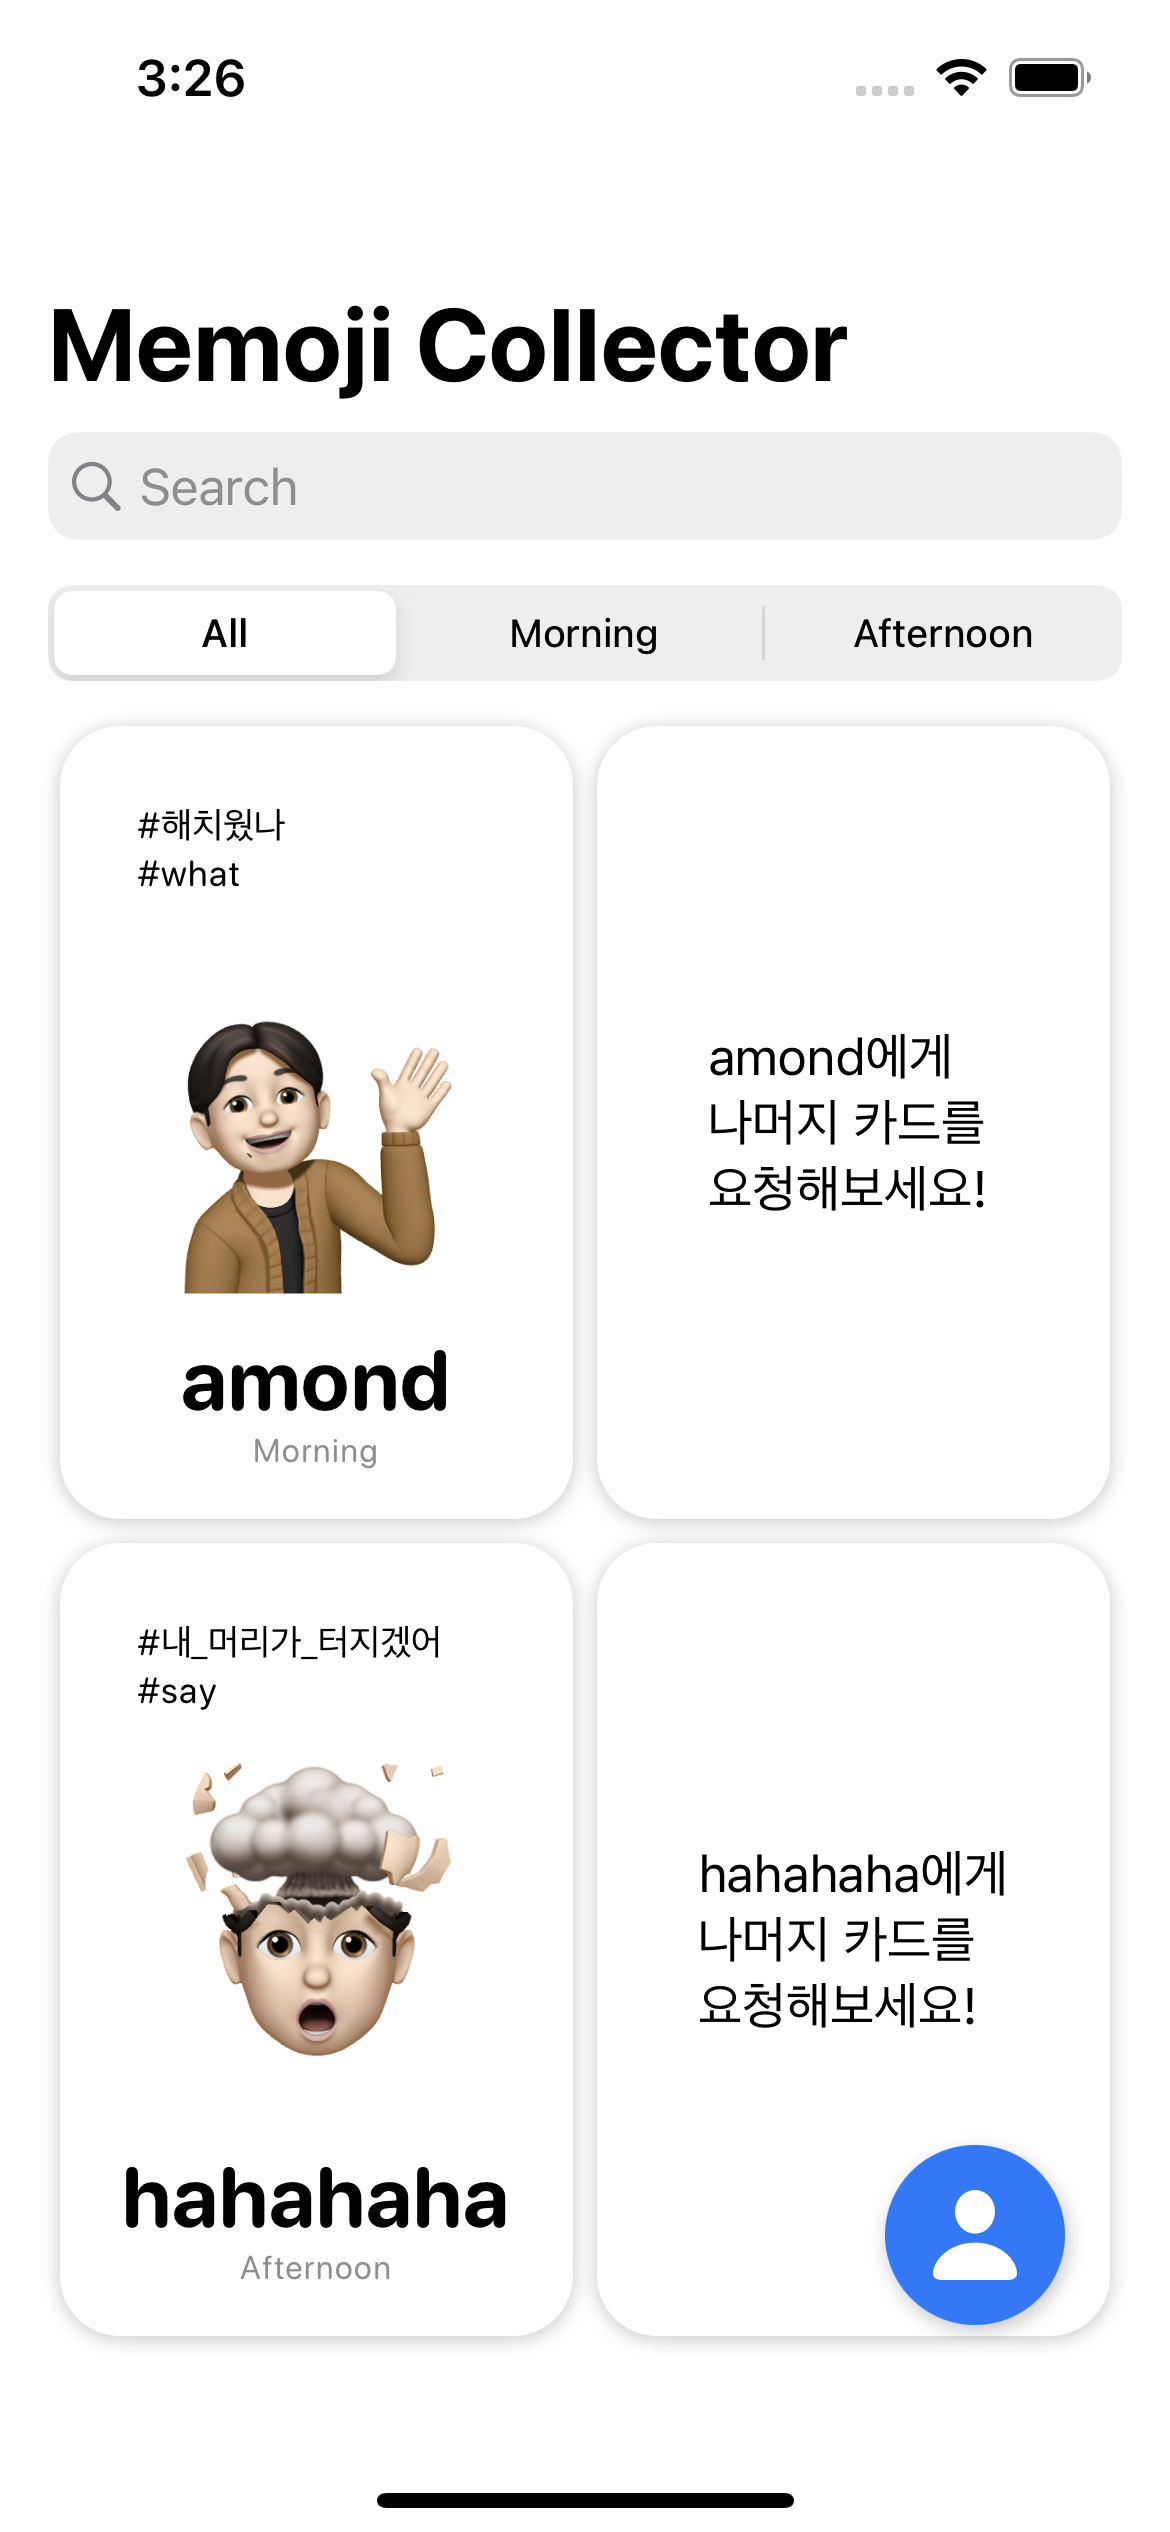 3:26
Memoji Collector
Search
All
Morning
Afternoon
#해치웠나
#what
amond
Morning
amond에게
나머지 카드를
요청해보세요!
#내_머리가_터지겠어
#say
hahahaha
Afternoon
hahahaha에게
나머지 카드를
요청해보세요!